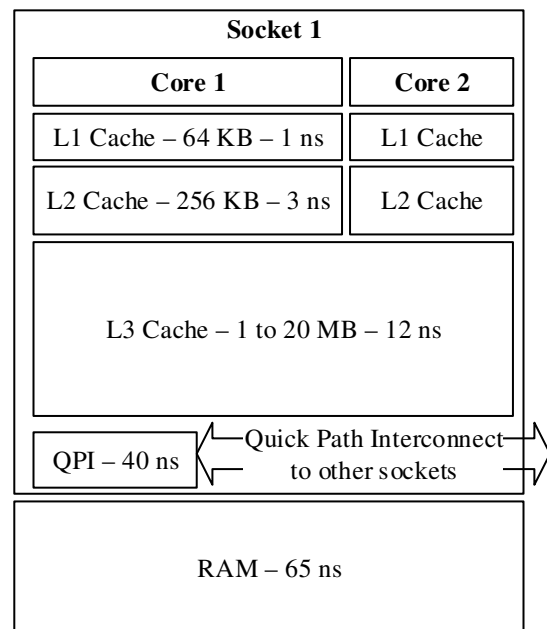 Socket 1
Core 1
Core 2
L1 Cache – 64 KB – 1 ns
L1 Cache
L2 Cache – 256 KB – 3 ns
L2 Cache
L3 Cache – 1 to 20 MB – 12 ns
QPI – 40 ns
Quick Path Interconnect
to other sockets
RAM – 65 ns